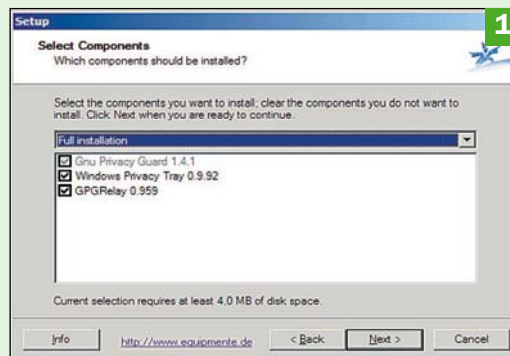 Setup
1
Select Components
Which components should be installed?
Select the components you want to install; clear the components you do not want to
install. Click Next when you are ready to continue.
Full installation
Gnu Privacy Guard 1.4.1
Windows Privacy Tray 0.9.92
GPGRelay 0.959
Current selection requires at least 4,0 MB of disk space.
Info
http://www.equipmente.de
< Back
Next >
Cancel